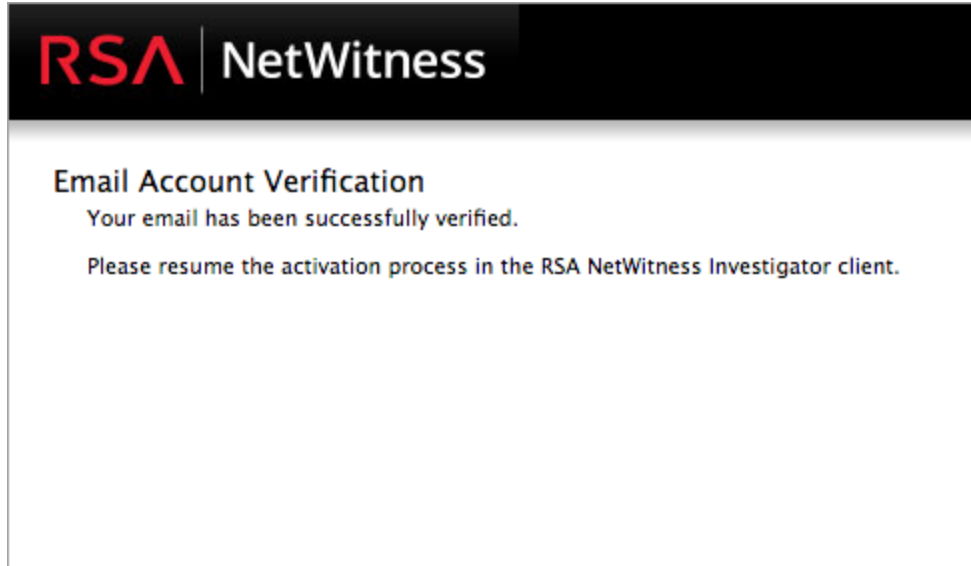 RSA NetWitness
Email Account Verification
Your email has been successfully verified.
Please resume the activation process in the RSA NetWitness Investigator client.